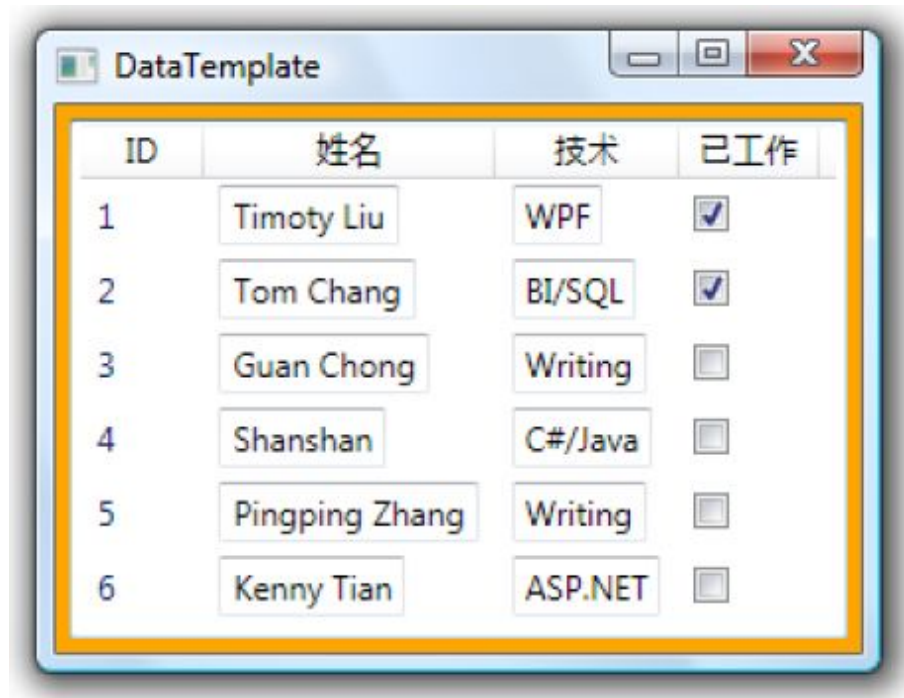 DataTemplate
ID 姓名 技术 已工作
1 Timoty Liu WPF
2 Tom Chang BI/SQL
3 Guan Chong Writing
4 Shanshan C#/Java
5 Pingping Zhang Writing
6 Kenny Tian ASP.NET